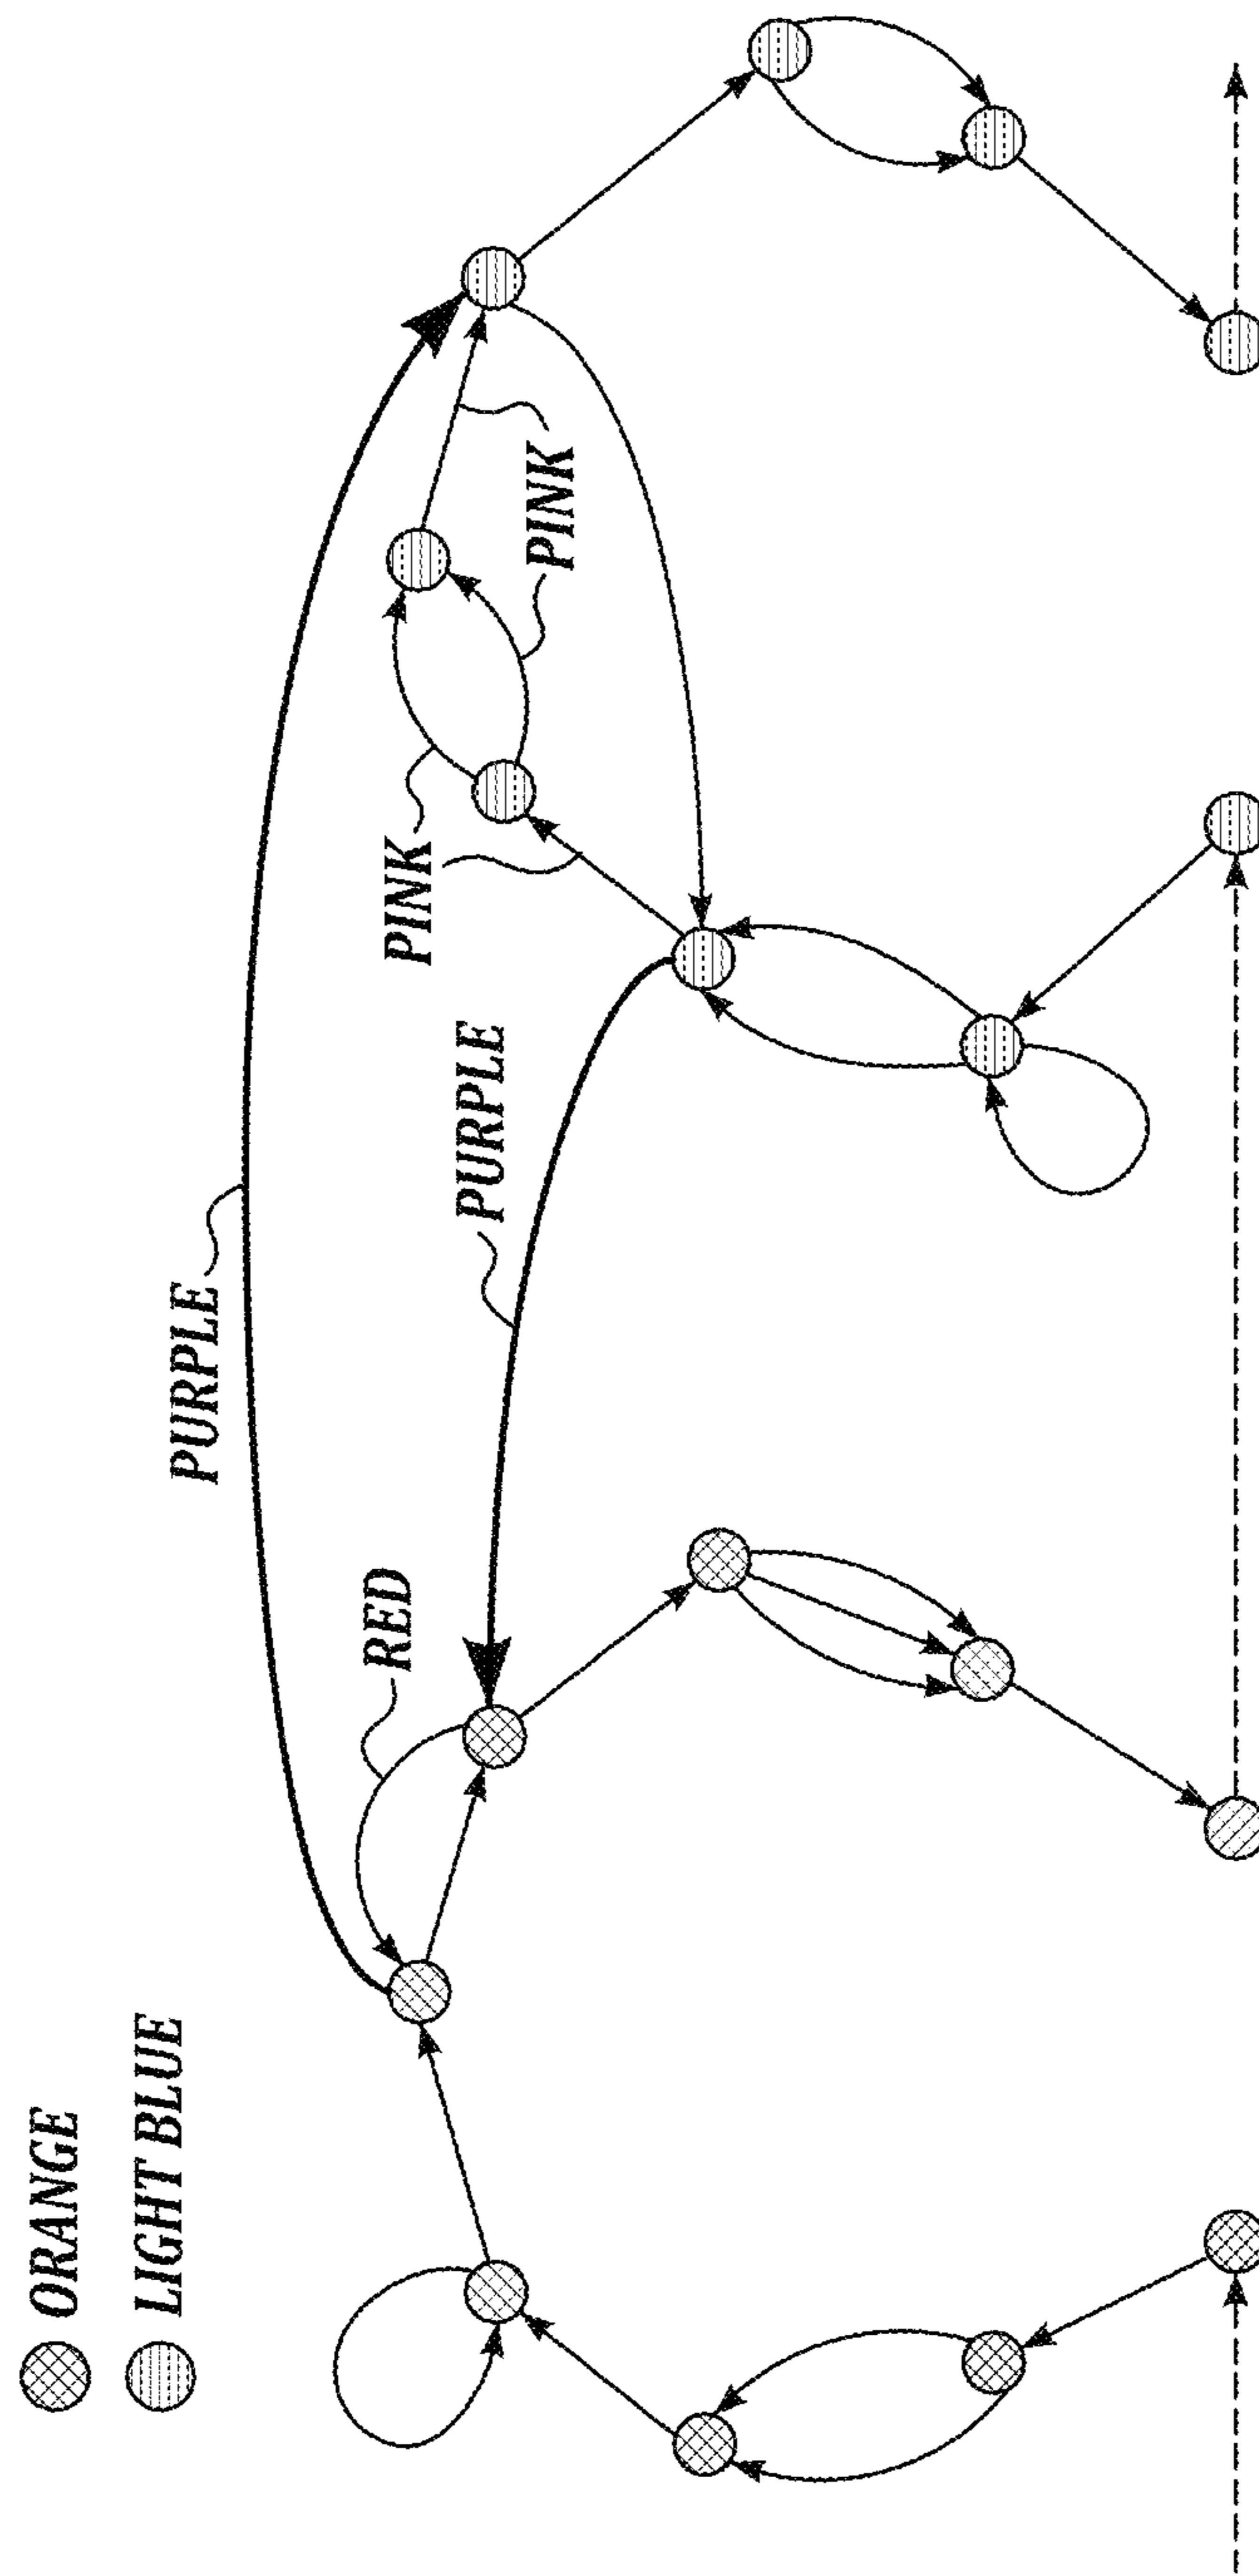 ORANGE
LIGHT BLUE
PURPLE
RED
PURPLE
PINK
PINK